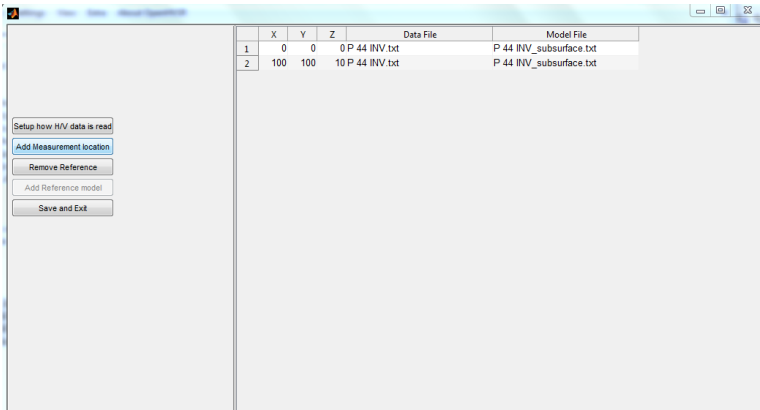 X Y Z Data File Model File
1 0 0 0 P 44 INV.txt P 44 INV_subsurface.txt
2 100 100 10 P 44 INV.txt P 44 INV_subsurface.txt
Setup how H/V data is read
Add Measurement location
Remove Reference
Add Reference model
Save and Exit